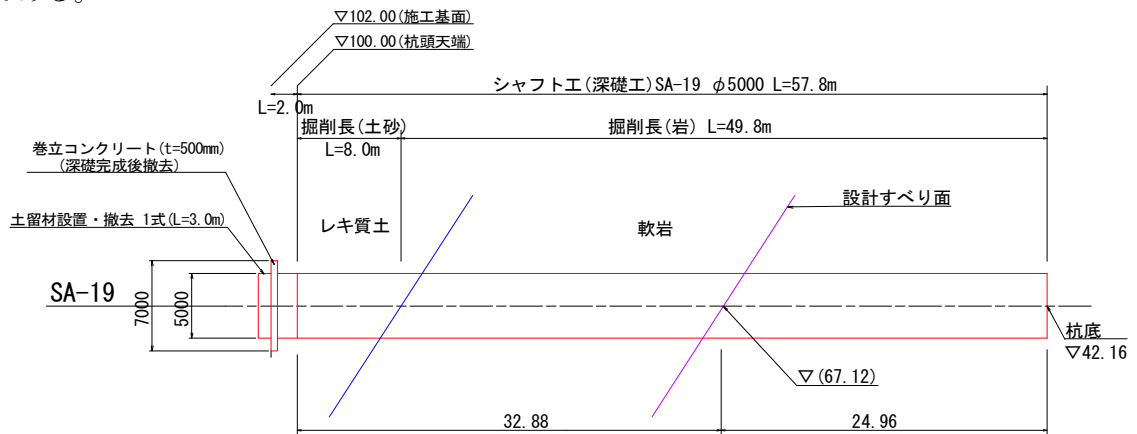 ▽102.00(施工基面)
▽100.00(杭頭天端)
シャフト工(深礎工)SA-19 φ5000 L=57.8m
L=2.0m
掘削長(土砂)
L=8.0m
掘削長(岩) L=49.8m
巻立コンクリート(t=500mm)
(深礎完成後撤去)
土留材設置・撤去 1式(L=3.0m)
レキ質土
軟岩
設計すべり面
SA-19
7000
5000
杭底
▽42.16
▽(67.12)
32.88
24.96